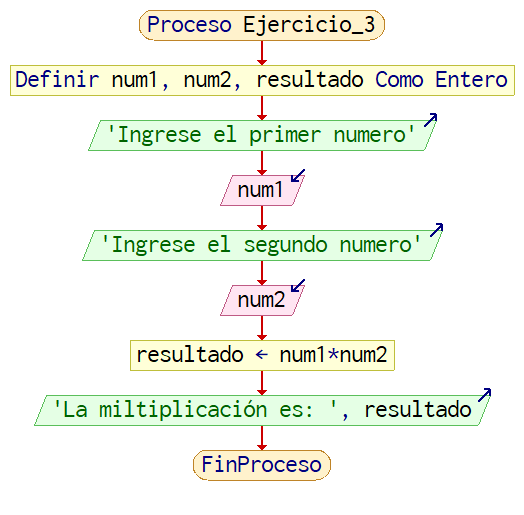 Proceso Ejercicio_3
Definir num1, num2, resultado Como Entero
'Ingrese el primer numero'
num1
'Ingrese el segundo numero'
num2
resultado ← num1*num2
'La miltiplicación es: ', resultado
FinProceso